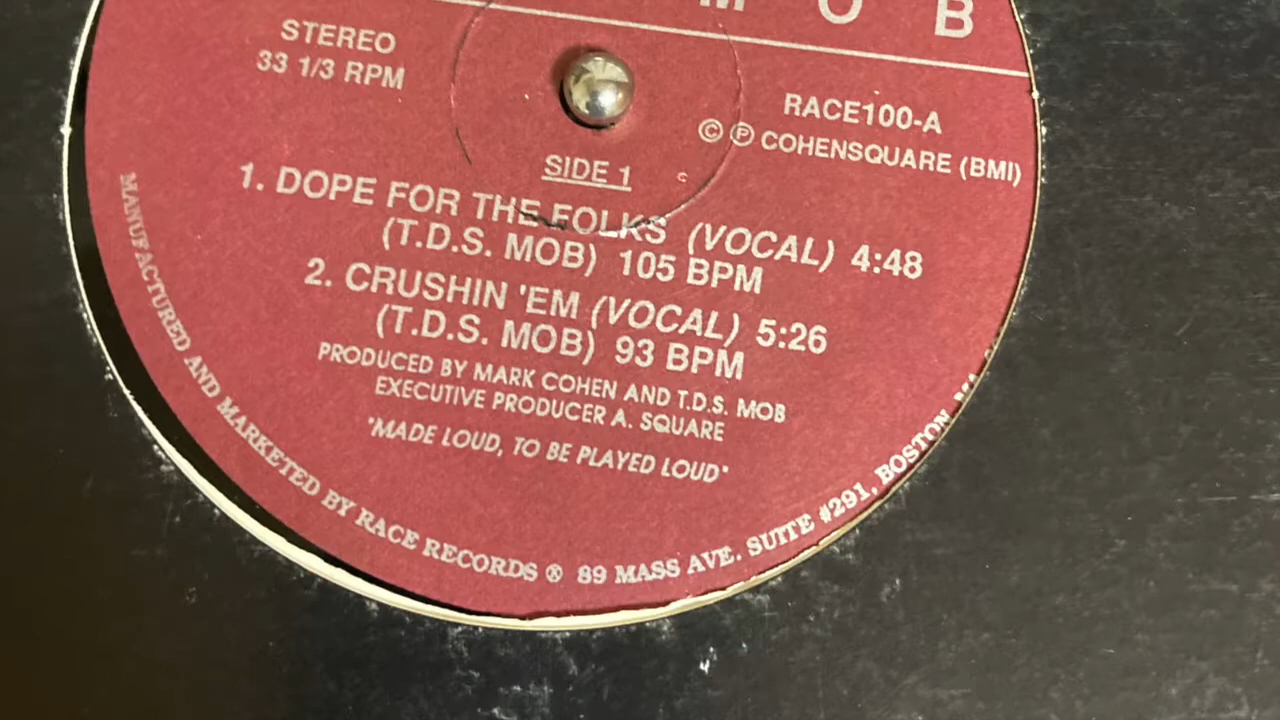 M O B
STEREO
33 1/3 RPM
RACE100-A
© ℗ COHENSQUARE (BMI)
SIDE 1
1. DOPE FOR THE FOLKS (VOCAL) 4:48
(T.D.S. MOB) 105 BPM
2. CRUSHIN 'EM (VOCAL) 5:26
(T.D.S. MOB) 93 BPM
PRODUCED BY MARK COHEN AND T.D.S. MOB
EXECUTIVE PRODUCER A. SQUARE
"MADE LOUD, TO BE PLAYED LOUD"
MANUFACTURED AND MARKETED BY RACE RECORDS ® 89 MASS AVE. SUITE #291, BOSTON,